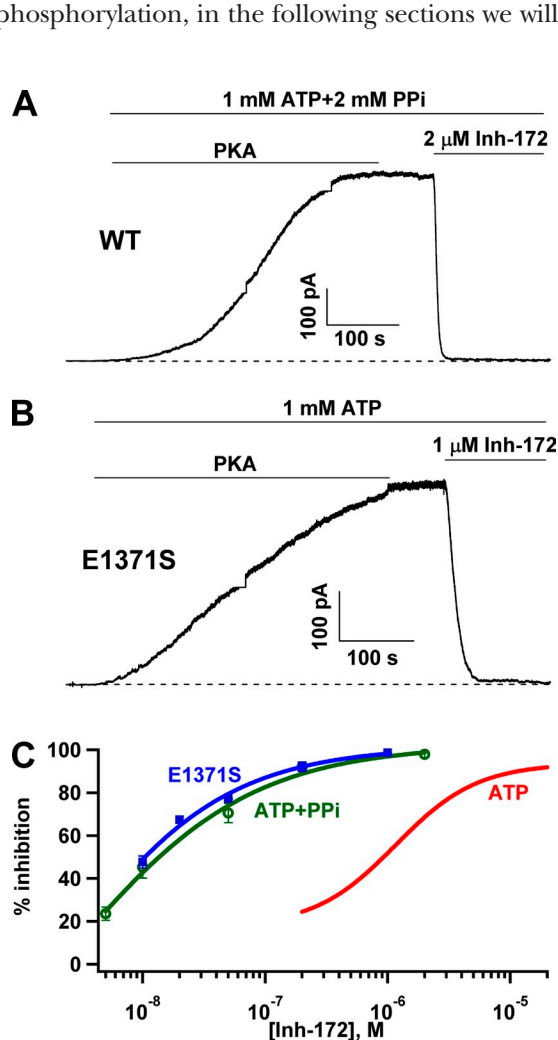 phosphorylation, in the following sections we will
A
1 mM ATP+2 mM PPi
2 μM Inh-172
PKA
WT
100 pA
100 s
B
1 mM ATP
1 μM Inh-172
PKA
E1371S
100 pA
100 s
C
100
80
60
40
20
0
% inhibition
E1371S
ATP+PPi
ATP
10⁻⁸
10⁻⁷
10⁻⁶
10⁻⁵
[Inh-172], M